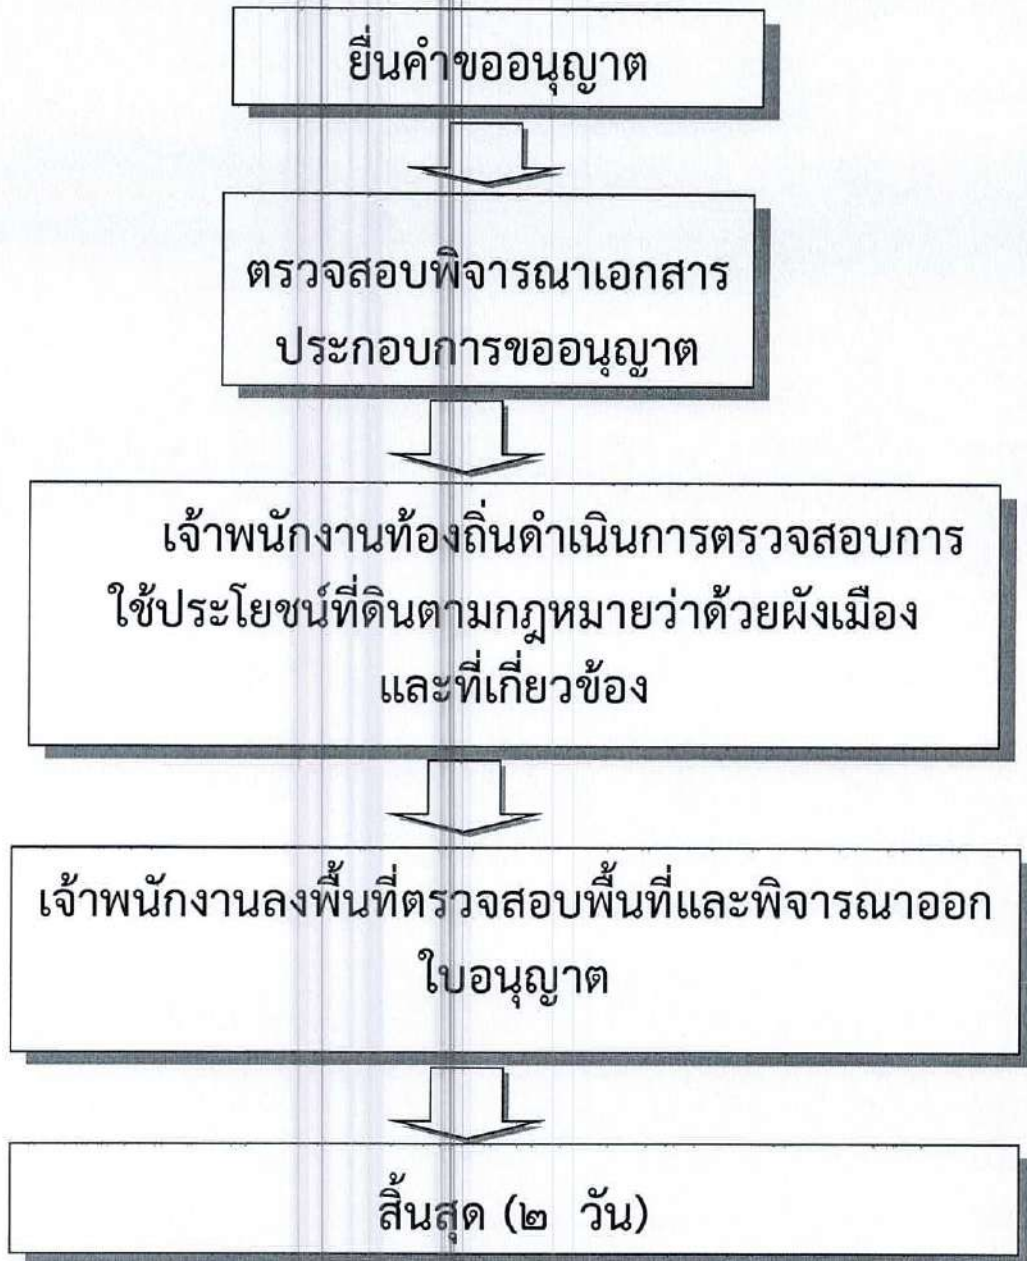 ยื่นคำขออนุญาต
ตรวจสอบพิจารณาเอกสาร
ประกอบการขออนุญาต
เจ้าพนักงานท้องถิ่นดำเนินการตรวจสอบการ
ใช้ประโยชน์ที่ดินตามกฎหมายว่าด้วยผังเมือง
และที่เกี่ยวข้อง
เจ้าพนักงานลงพื้นที่ตรวจสอบพื้นที่และพิจารณาออก
ใบอนุญาต
สิ้นสุด (๒ วัน)